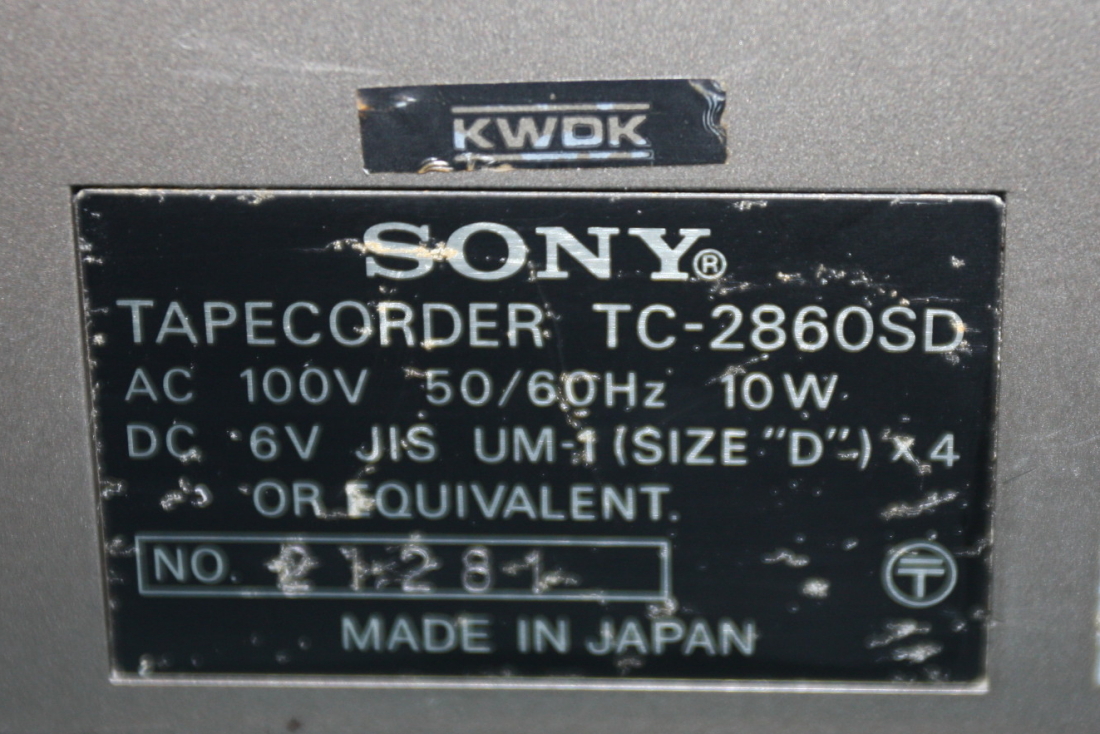 KWDK
SONY®
TAPECORDER TC-2860SD
AC 100V 50/60Hz 10W
DC 6V JIS UM-1 (SIZE "D") x 4
OR EQUIVALENT.
NO. 21281
MADE IN JAPAN